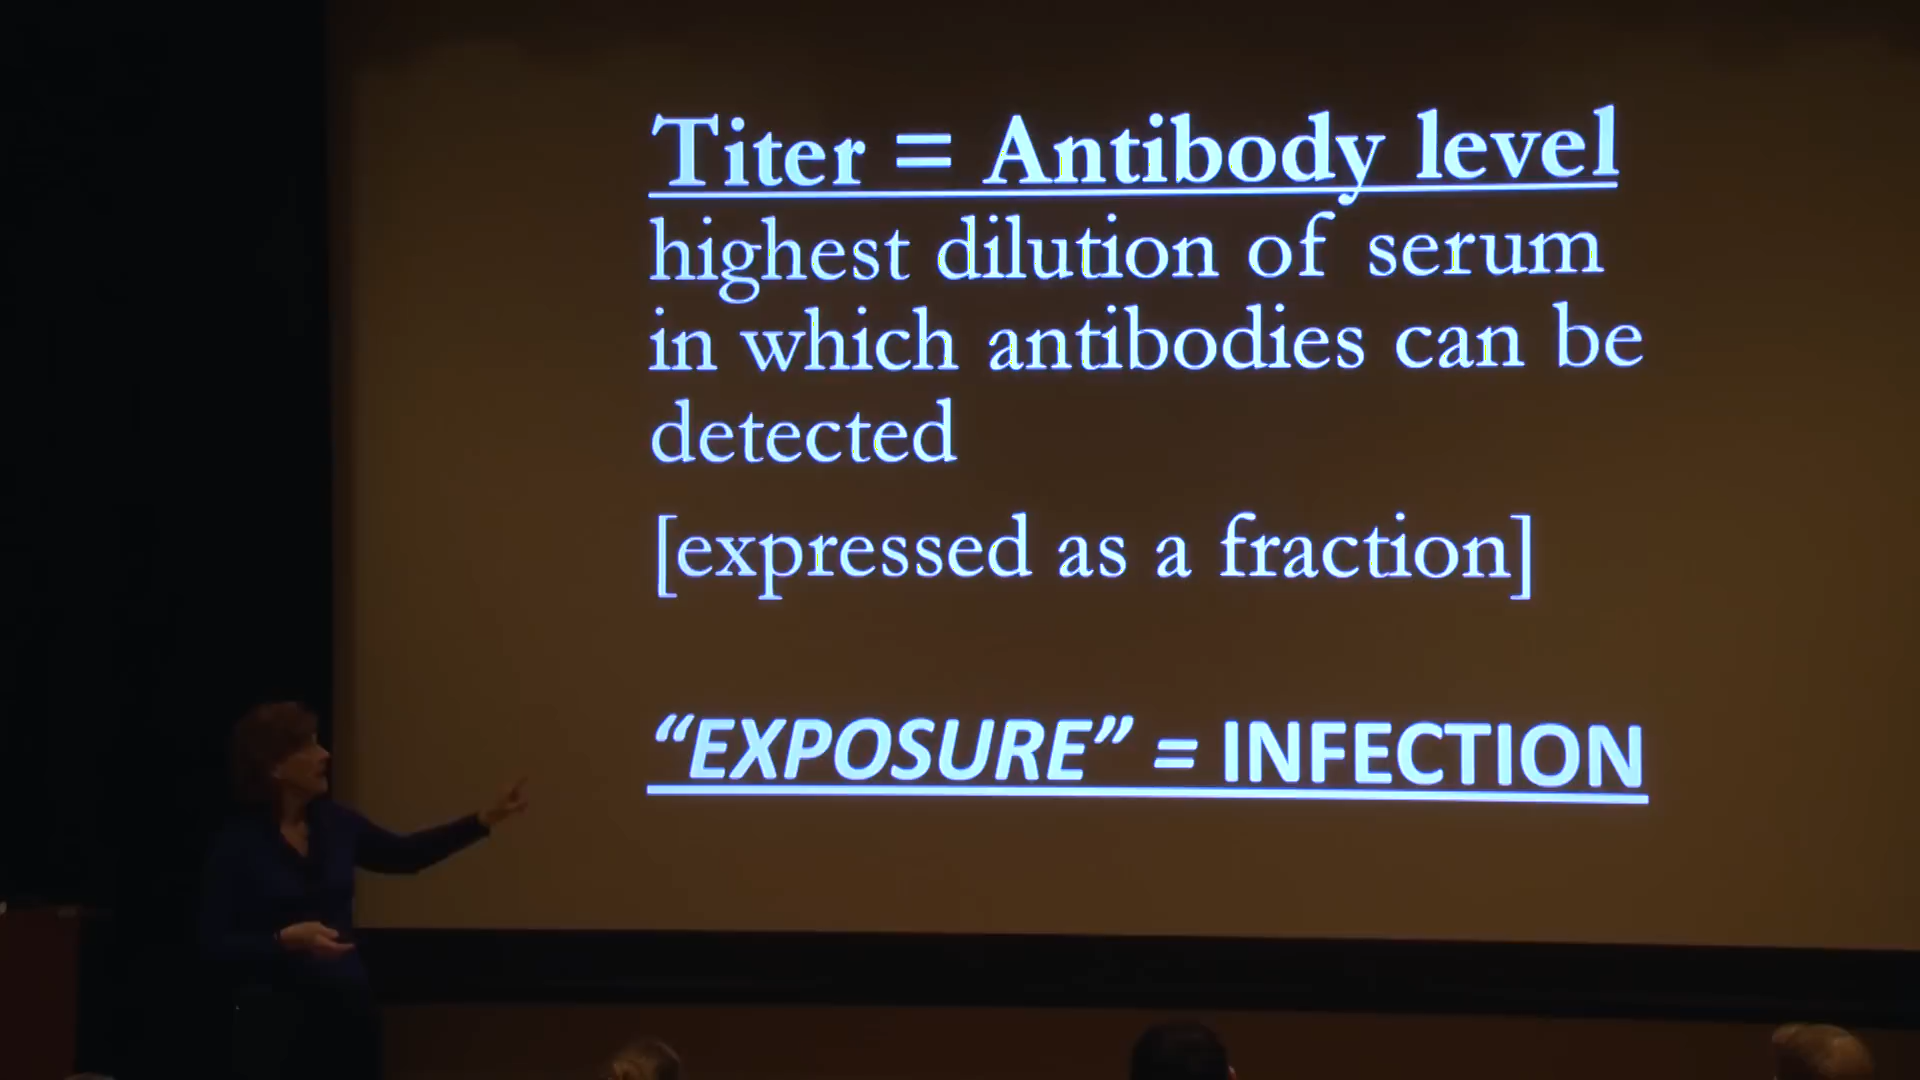 Titer = Antibody level
highest dilution of serum
in which antibodies can be
detected
[expressed as a fraction]
“EXPOSURE” = INFECTION